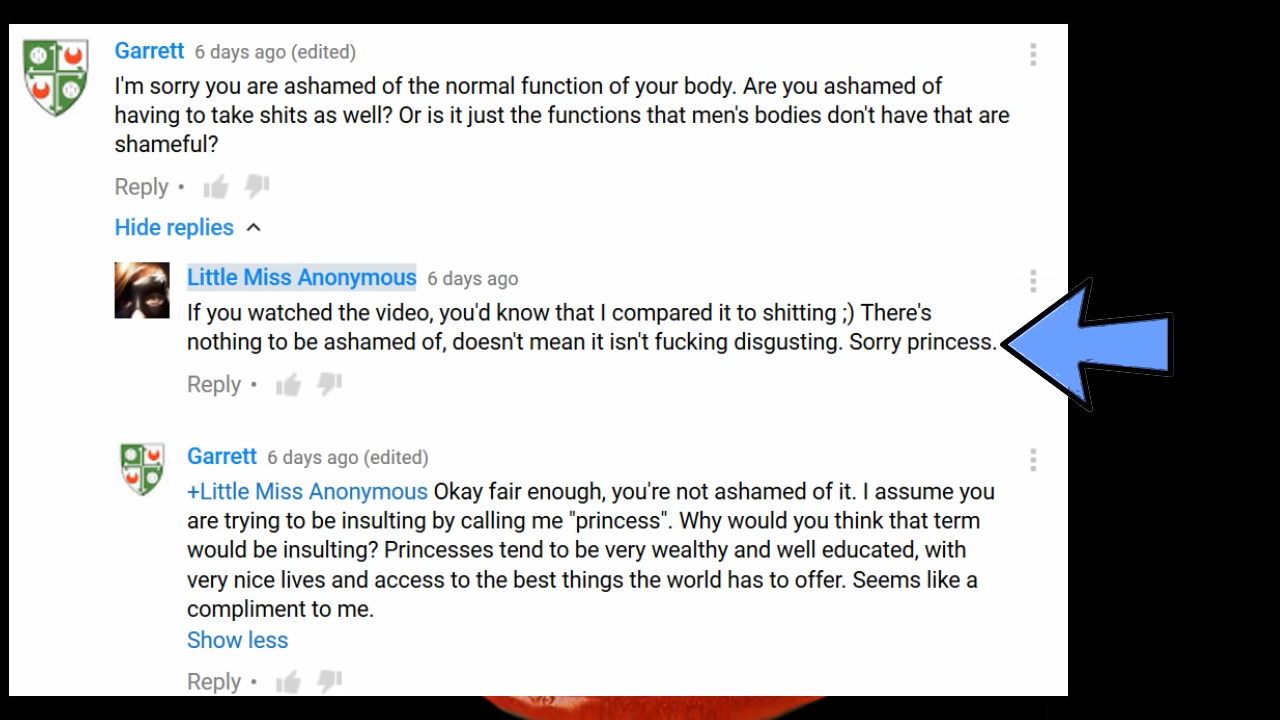 Garrett 6 days ago (edited)
I'm sorry you are ashamed of the normal function of your body. Are you ashamed of
having to take shits as well? Or is it just the functions that men's bodies don't have that are
shameful?
Reply •
Hide replies
Little Miss Anonymous 6 days ago
If you watched the video, you'd know that I compared it to shitting ;) There's
nothing to be ashamed of, doesn't mean it isn't fucking disgusting. Sorry princess.
Reply •
Garrett 6 days ago (edited)
+Little Miss Anonymous Okay fair enough, you're not ashamed of it. I assume you
are trying to be insulting by calling me "princess". Why would you think that term
would be insulting? Princesses tend to be very wealthy and well educated, with
very nice lives and access to the best things the world has to offer. Seems like a
compliment to me.
Show less
Reply •